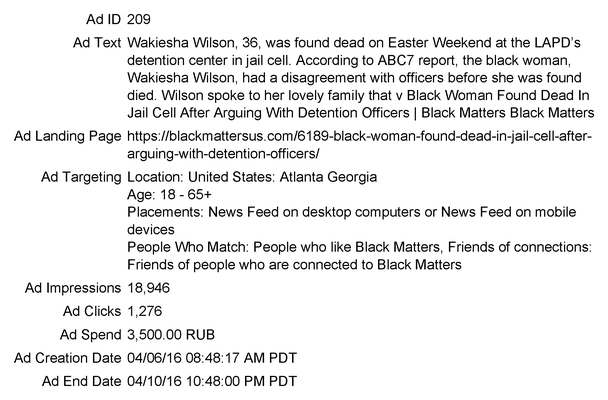 Ad ID 209
Ad Text Wakiesha Wilson, 36, was found dead on Easter Weekend at the LAPD's
detention center in jail cell. According to ABC7 report, the black woman,
Wakiesha Wilson, had a disagreement with officers before she was found
died. Wilson spoke to her lovely family that v Black Woman Found Dead In
Jail Cell After Arguing With Detention Officers | Black Matters Black Matters
Ad Landing Page https://blackmattersus.com/6189-black-woman-found-dead-in-jail-cell-after-
arguing-with-detention-officers/
Ad Targeting Location: United States: Atlanta Georgia
Age: 18 - 65+
Placements: News Feed on desktop computers or News Feed on mobile
devices
People Who Match: People who like Black Matters, Friends of connections:
Friends of people who are connected to Black Matters
Ad Impressions 18,946
Ad Clicks 1,276
Ad Spend 3,500.00 RUB
Ad Creation Date 04/06/16 08:48:17 AM PDT
Ad End Date 04/10/16 10:48:00 PM PDT